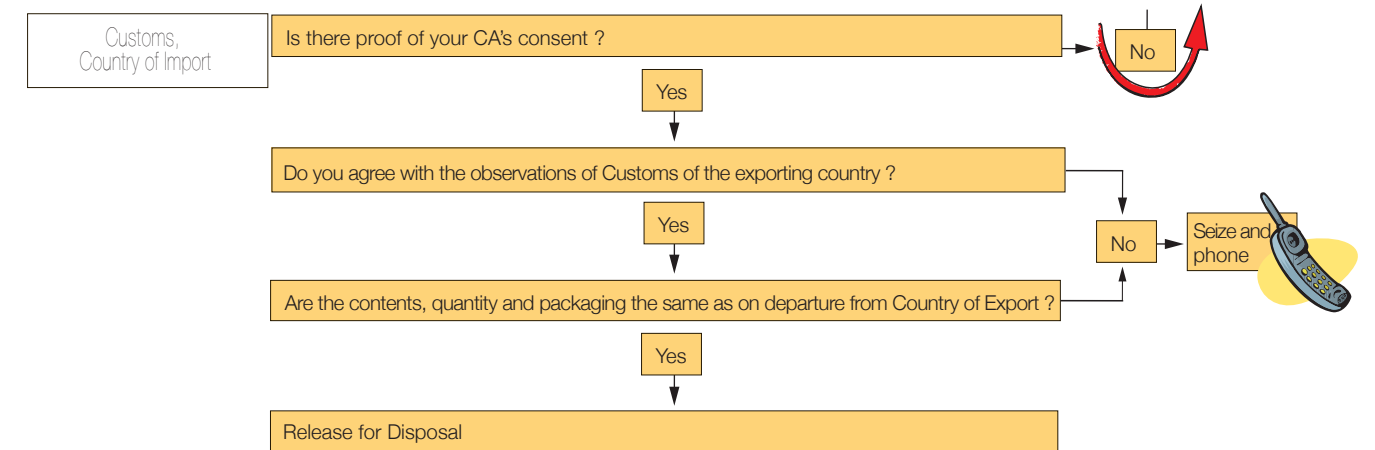 Customs,
Country of Import
Is there proof of your CA's consent ?
No
Yes
Do you agree with the observations of Customs of the exporting country ?
Yes
No
Seize and
phone
Are the contents, quantity and packaging the same as on departure from Country of Export ?
Yes
Release for Disposal